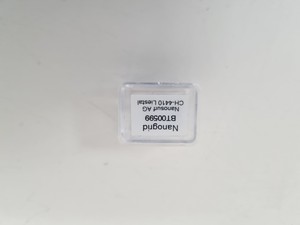 Nanogrid
BT00599
Nanosurf AG
CH-4410 Liestal